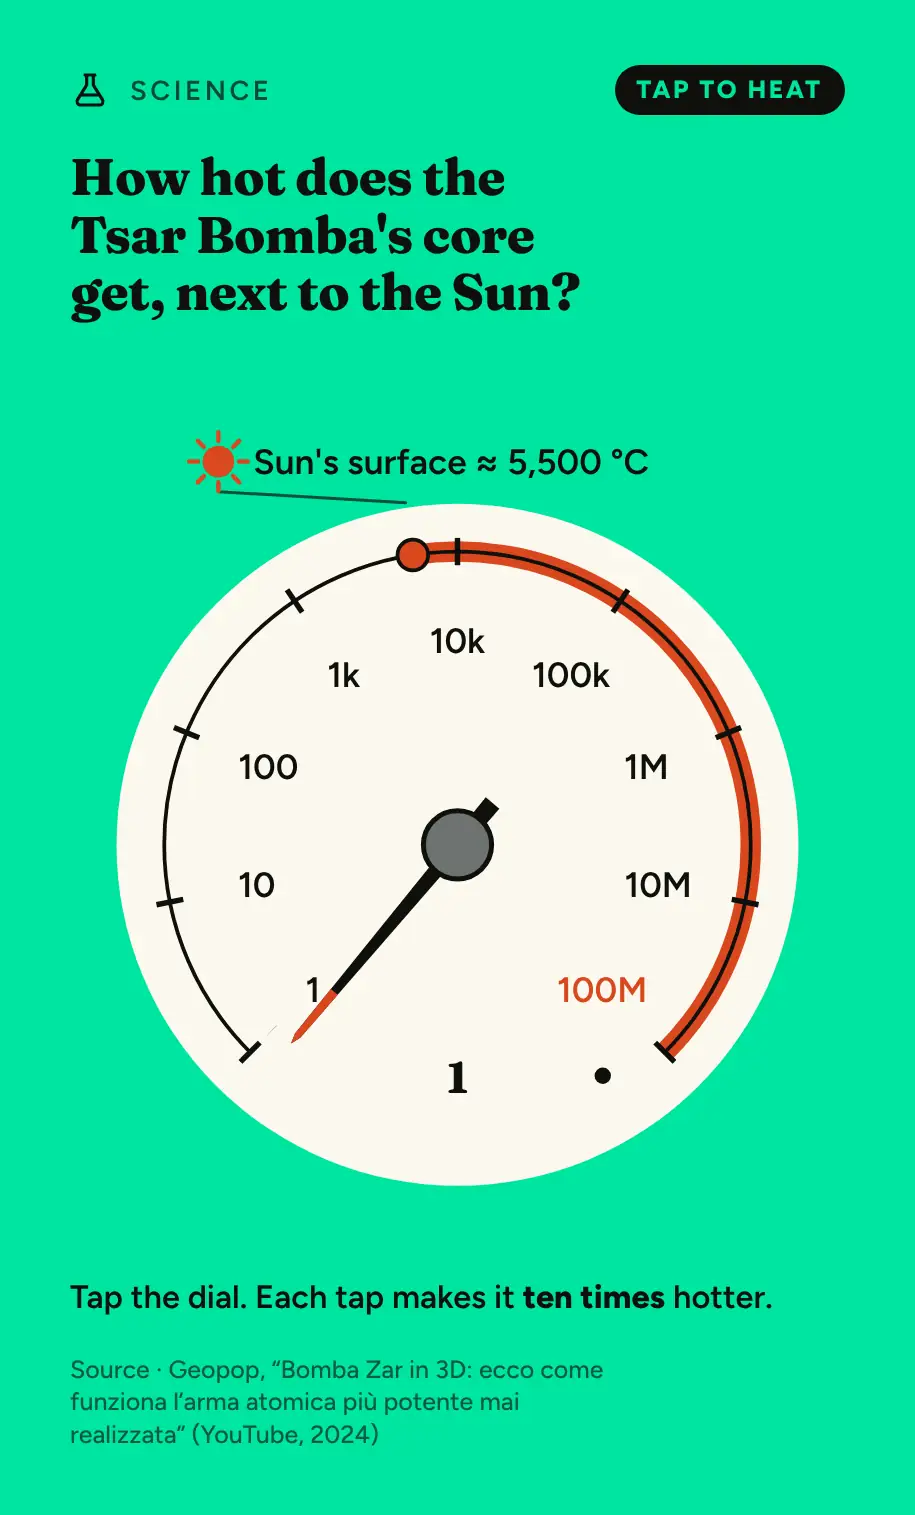 SCIENCE
TAP TO HEAT
How hot does the
Tsar Bomba's core
get, next to the Sun?
Sun's surface ≈ 5,500 °C
10k
1k
100k
100
1M
10
10M
1
100M
1
Tap the dial. Each tap makes it ten times hotter.
Source · Geopop, “Bomba Zar in 3D: ecco come
funziona l’arma atomica più potente mai
realizzata” (YouTube, 2024)